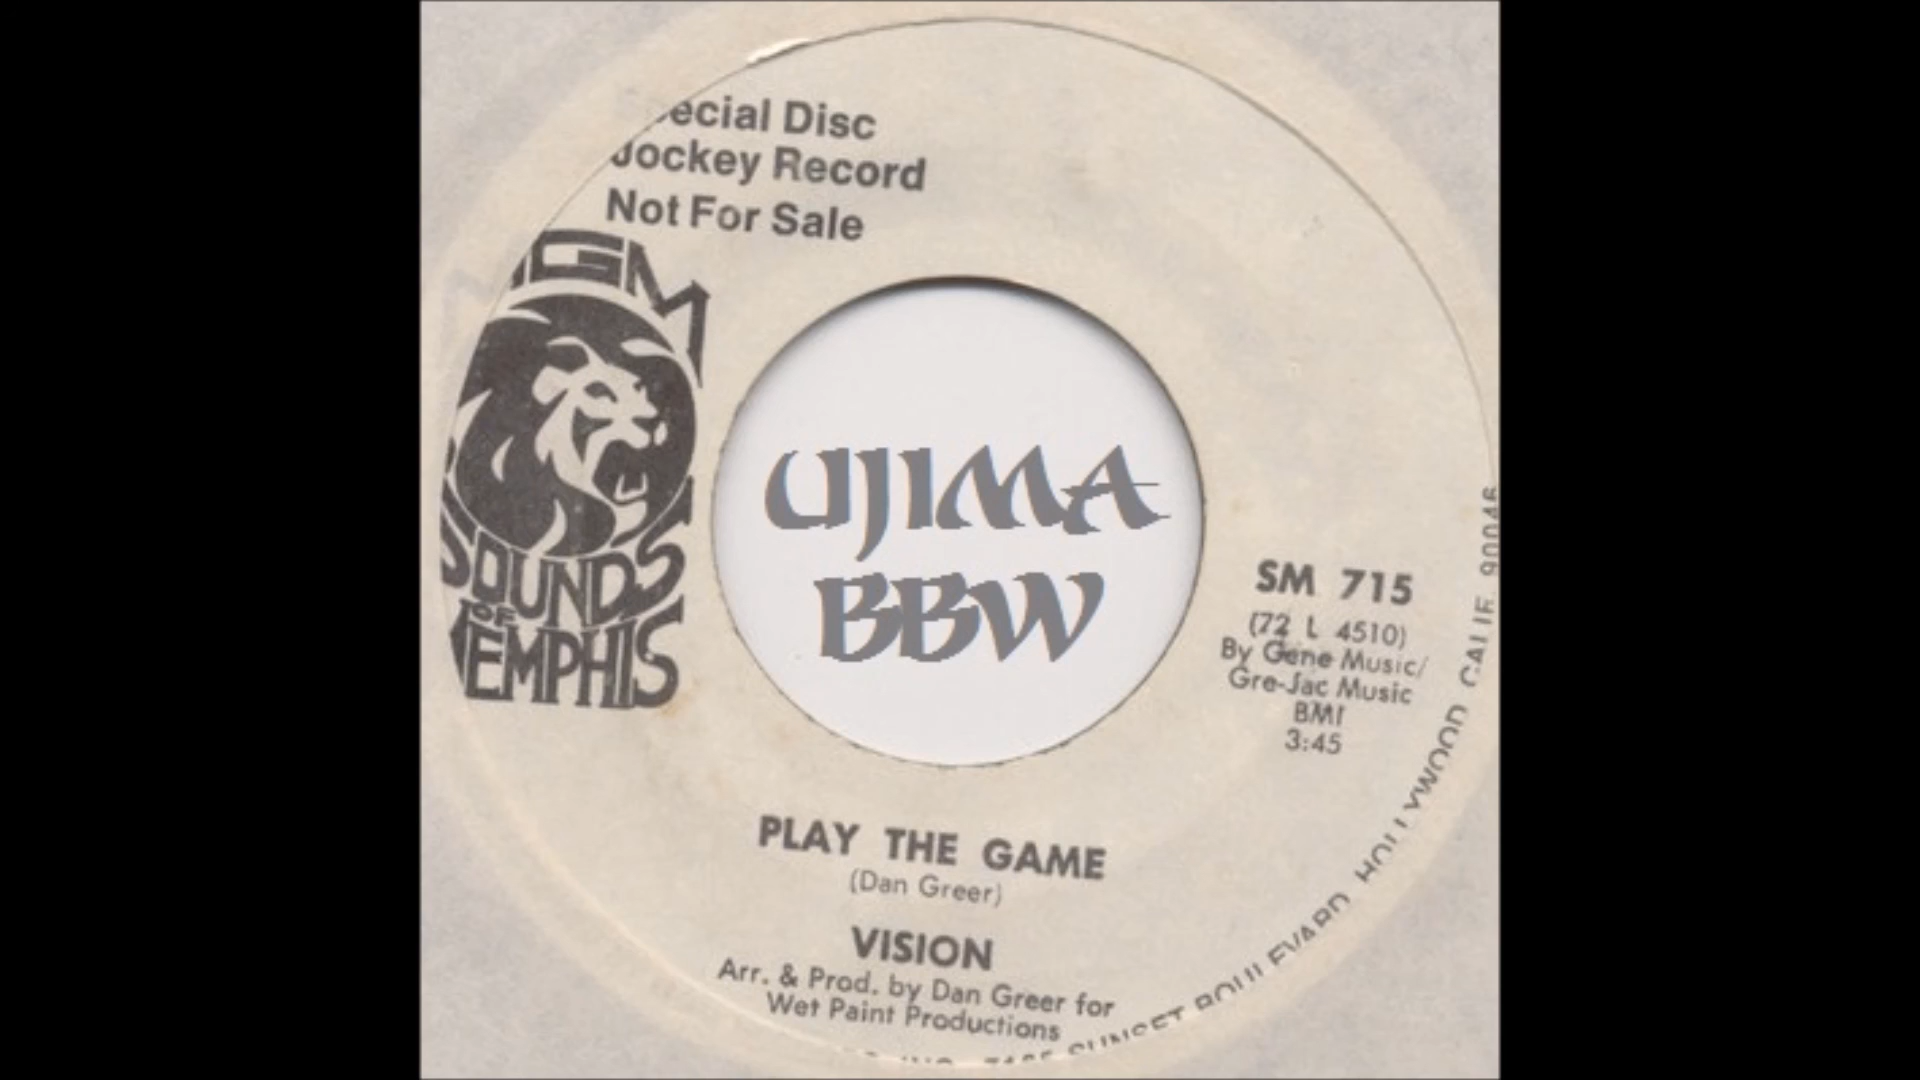 ecial Disc
Jockey Record
Not For Sale
MGM
SOUNDS
OF
MEMPHIS
UJIMA
BBW
SM 715
(72 L 4510)
By Gene Music/
Gre-Jac Music
BMI
3:45
PLAY THE GAME
(Dan Greer)
VISION
Arr. & Prod. by Dan Greer for
Wet Paint Productions
SUNSET BOULEVARD HOLLYWOOD CALIF. 90046